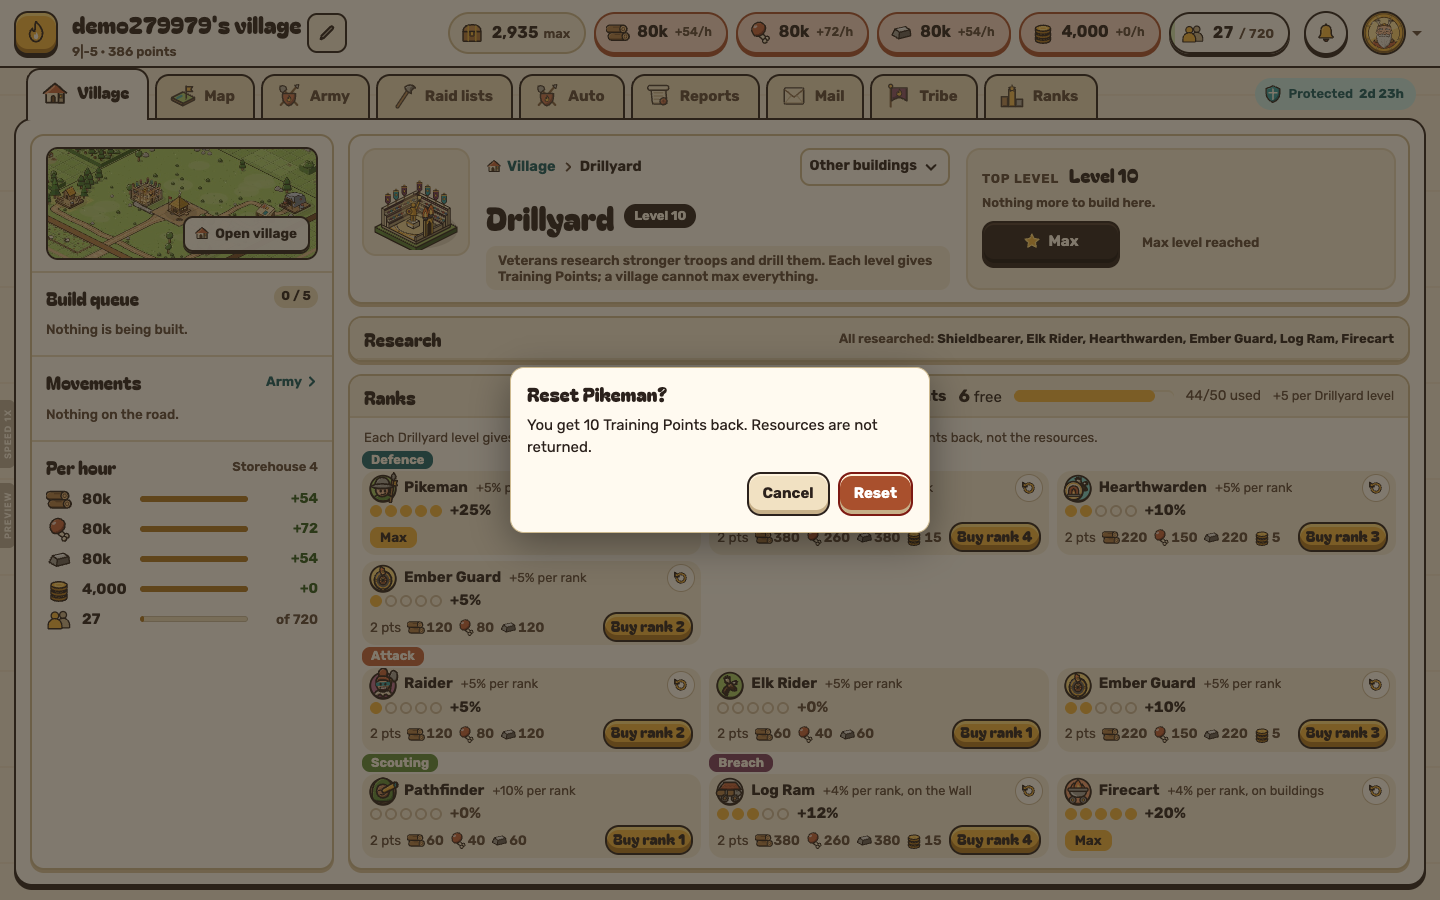 demo279979's village
9|-5 • 386 points
2,935 max
80k +54/h
80k +72/h
80k +54/h
4,000 +0/h
27 / 720
Village
Map
Army
Raid lists
Auto
Reports
Mail
Tribe
Ranks
Protected 2d 23h
Open village
Build queue 0 / 5
Nothing is being built.
Movements Army
Nothing on the road.
Per hour Storehouse 4
80k +54
80k +72
80k +54
4,000 +0
27 of 720
SPEED 1X
PREVIEW
Village > Drillyard
Other buildings
Drillyard Level 10
Veterans research stronger troops and drill them. Each level gives
Training Points; a village cannot max everything.
TOP LEVEL Level 10
Nothing more to build here.
Max
Max level reached
Research
All researched: Shieldbearer, Elk Rider, Hearthwarden, Ember Guard, Log Ram, Firecart
Ranks
6 free
44/50 used +5 per Drillyard level
Each Drillyard level gives
back, not the resources.
Reset Pikeman?
You get 10 Training Points back. Resources are not
returned.
Cancel
Reset
Defence
Pikeman +5%
+25%
Max
2 pts 380 260 380 15 Buy rank 4
Hearthwarden +5% per rank
+10%
2 pts 220 150 220 5 Buy rank 3
Ember Guard +5% per rank
+5%
2 pts 120 80 120 Buy rank 2
Attack
Raider +5% per rank
+5%
2 pts 120 80 120 Buy rank 2
Elk Rider +5% per rank
+0%
2 pts 60 40 60 Buy rank 1
Ember Guard +5% per rank
+10%
2 pts 220 150 220 5 Buy rank 3
Scouting
Pathfinder +10% per rank
+0%
2 pts 60 40 60 Buy rank 1
Breach
Log Ram +4% per rank, on the Wall
+12%
2 pts 380 260 380 15 Buy rank 4
Firecart +4% per rank, on buildings
+20%
Max